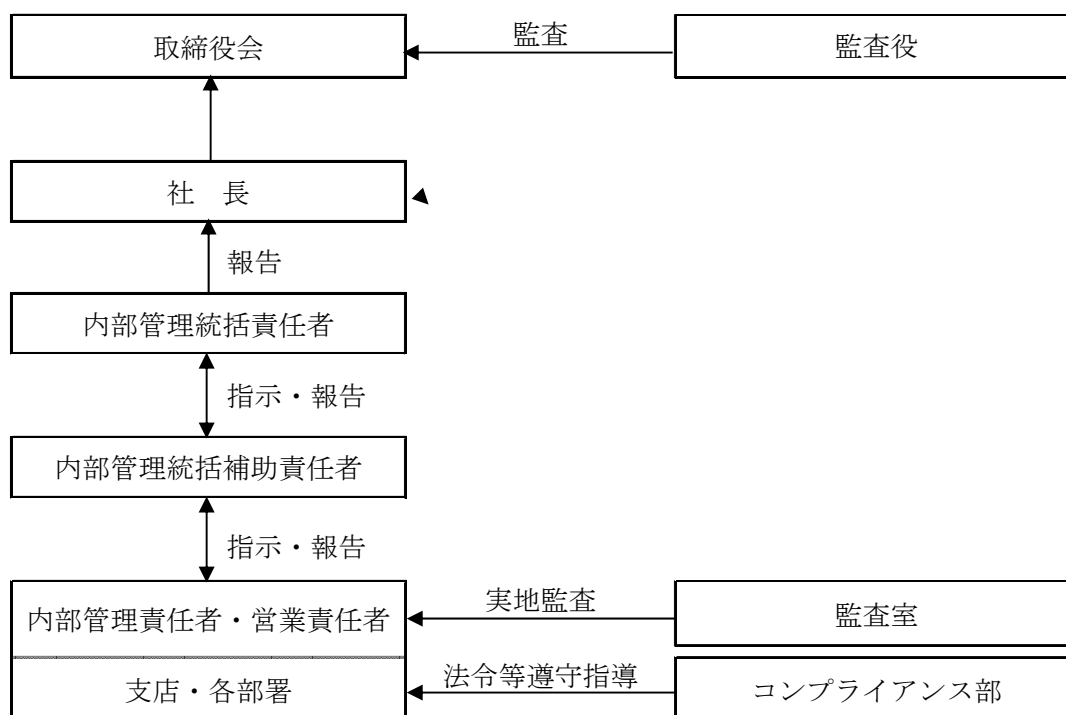 取締役会
監査
監査役
社　長
報告
内部管理統括責任者
指示・報告
内部管理統括補助責任者
指示・報告
内部管理責任者・営業責任者
実地監査
監査室
支店・各部署
法令等遵守指導
コンプライアンス部